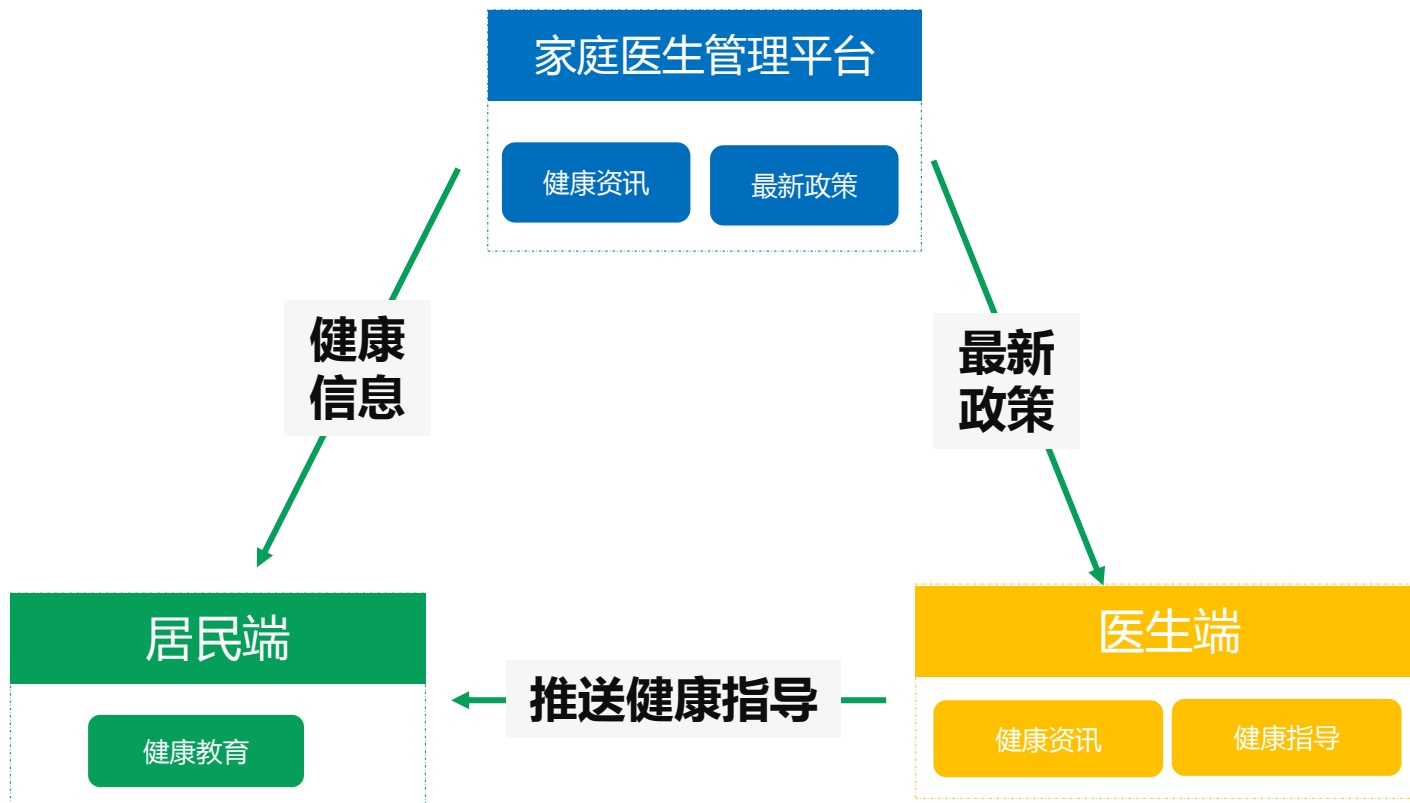 家庭医生管理平台
健康资讯
最新政策
健康
信息
最新
政策
居民端
医生端
推送健康指导
健康教育
健康资讯
健康指导